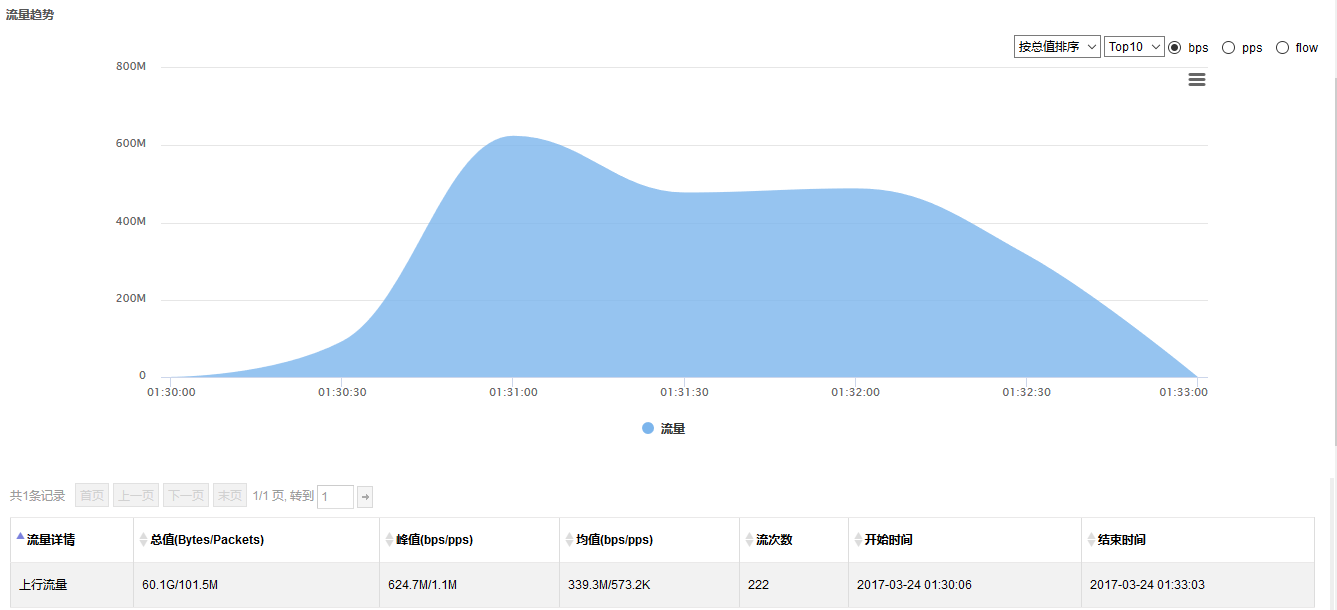 流量趋势
按总值排序 Top10 bps pps flow
800M
600M
400M
200M
0
01:30:00 01:30:30 01:31:00 01:31:30 01:32:00 01:32:30 01:33:00
流量
共1条记录 首页 上一页 下一页 末页 1/1 页, 转到 1
流量详情 总值(Bytes/Packets) 峰值(bps/pps) 均值(bps/pps) 流次数 开始时间 结束时间
上行流量 60.1G/101.5M 624.7M/1.1M 339.3M/573.2K 222 2017-03-24 01:30:06 2017-03-24 01:33:03